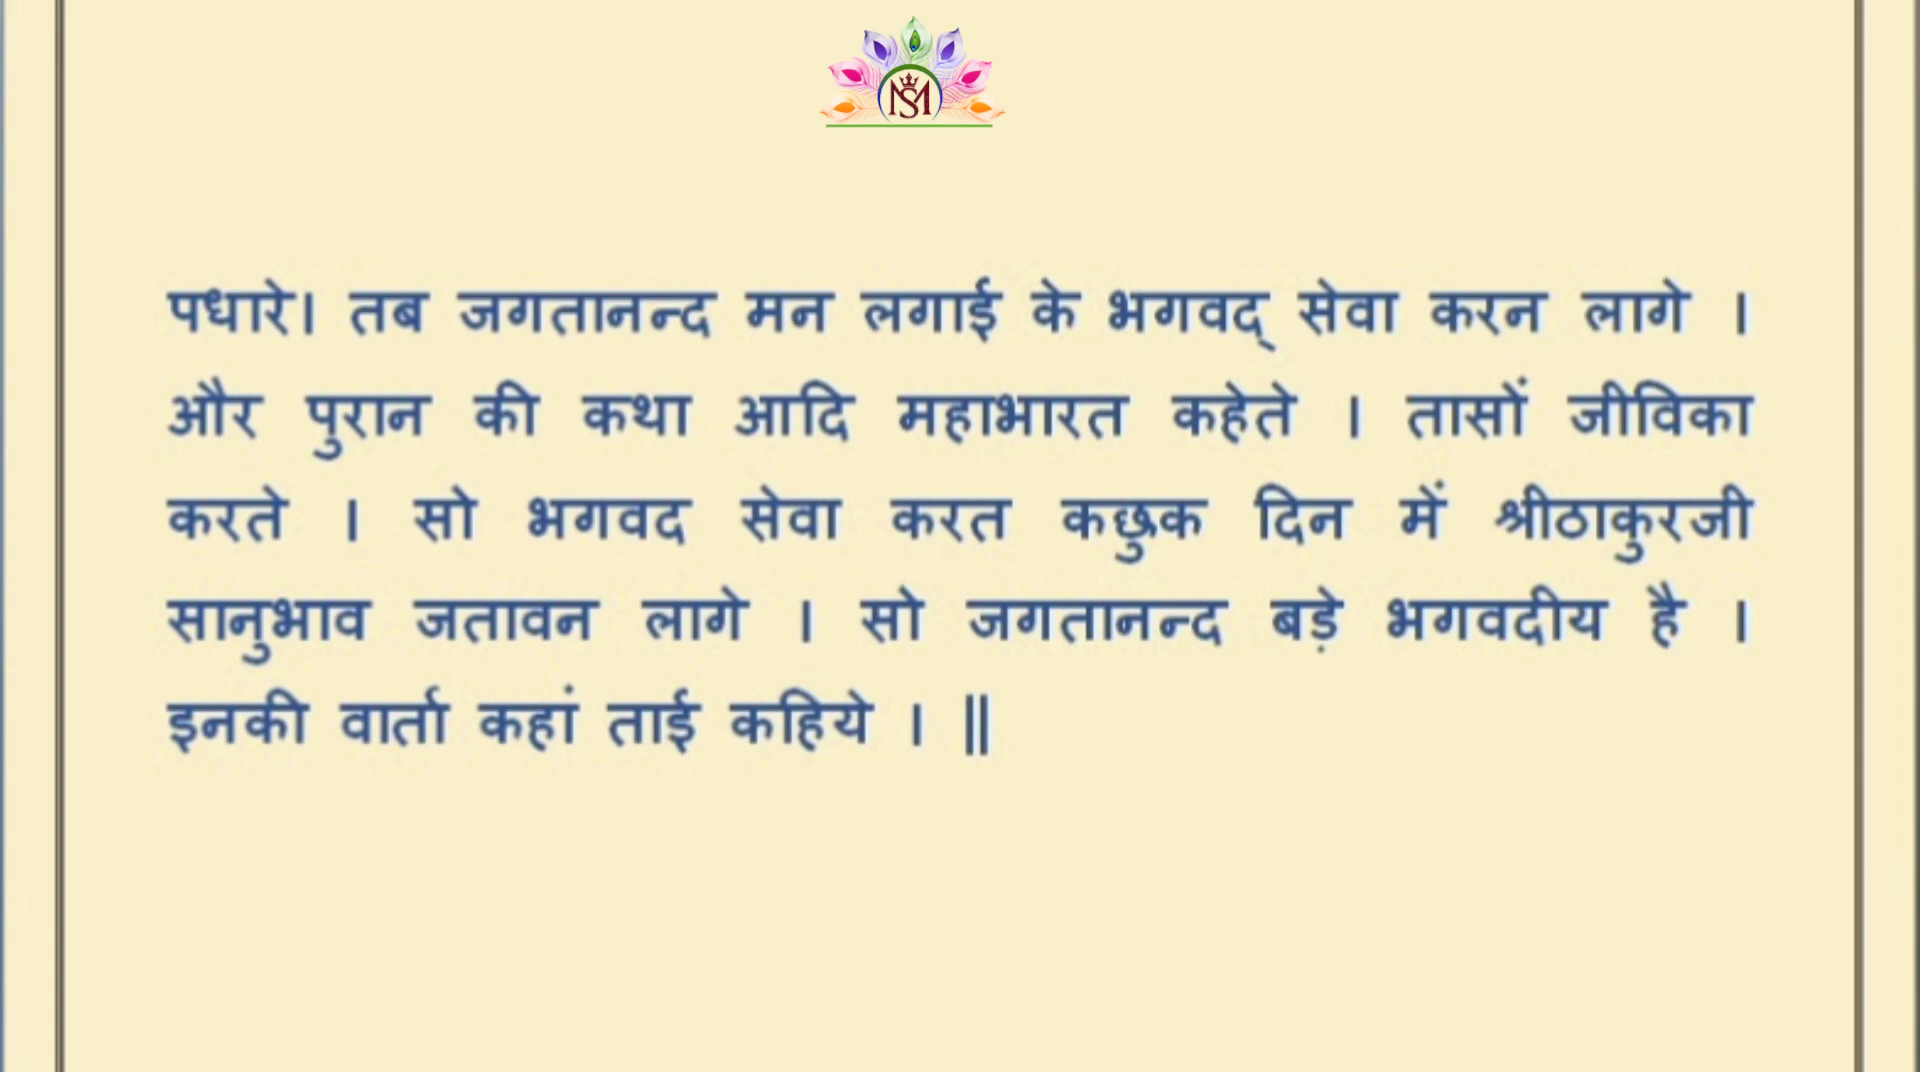 पधारे। तब जगतानन्द मन लगाई के भगवद् सेवा करन लागे ।
और पुरान की कथा आदि महाभारत कहेते । तासों जीविका
करते । सो भगवद सेवा करत कछुक दिन में श्रीठाकुरजी
सानुभाव जतावन लागे । सो जगतानन्द बड़े भगवदीय है ।
इनकी वार्ता कहां ताई कहिये । ||